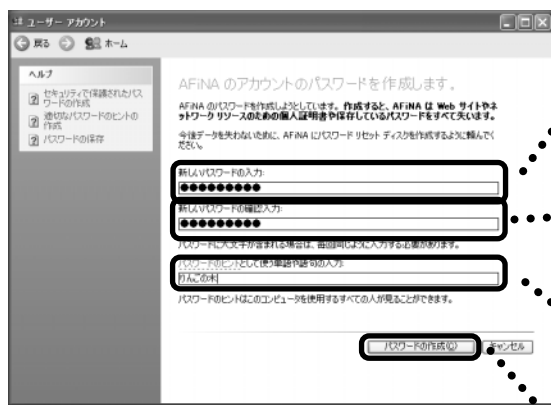 ユーザー アカウント
戻る ホーム
ヘルプ
セキュリティで保護されたパス
ワードの作成
適切なパスワードのヒントの
作成
パスワードの保存
AFiNA のアカウントのパスワードを作成します。
AFiNA のパスワードを作成しようとしています。作成すると、AFiNA は Web サイトやネ
ットワーク リソースのための個人証明書や保存しているパスワードをすべて失います。
今後データを失わないために、AFiNA にパスワード リセット ディスクを作成するように頼んでく
ださい。
新しいパスワードの入力:
●●●●●●●●●
新しいパスワードの確認入力:
●●●●●●●●●
パスワードに大文字が含まれる場合は、毎回同じように入力する必要があります。
パスワードのヒントとして使う単語や語句の入力:
りんごの木
パスワードのヒントはこのコンピュータを使用するすべての人が見ることができます。
パスワードの作成(C) キャンセル